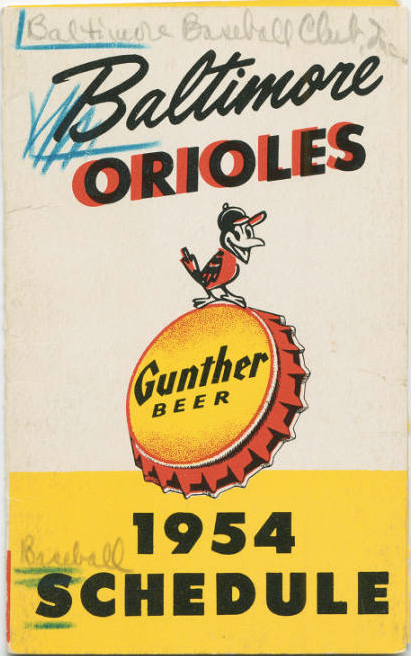 Baltimore Baseball Club, Inc.
Baltimore
ORIOLES
Gunther
BEER
1954
Baseball
SCHEDULE